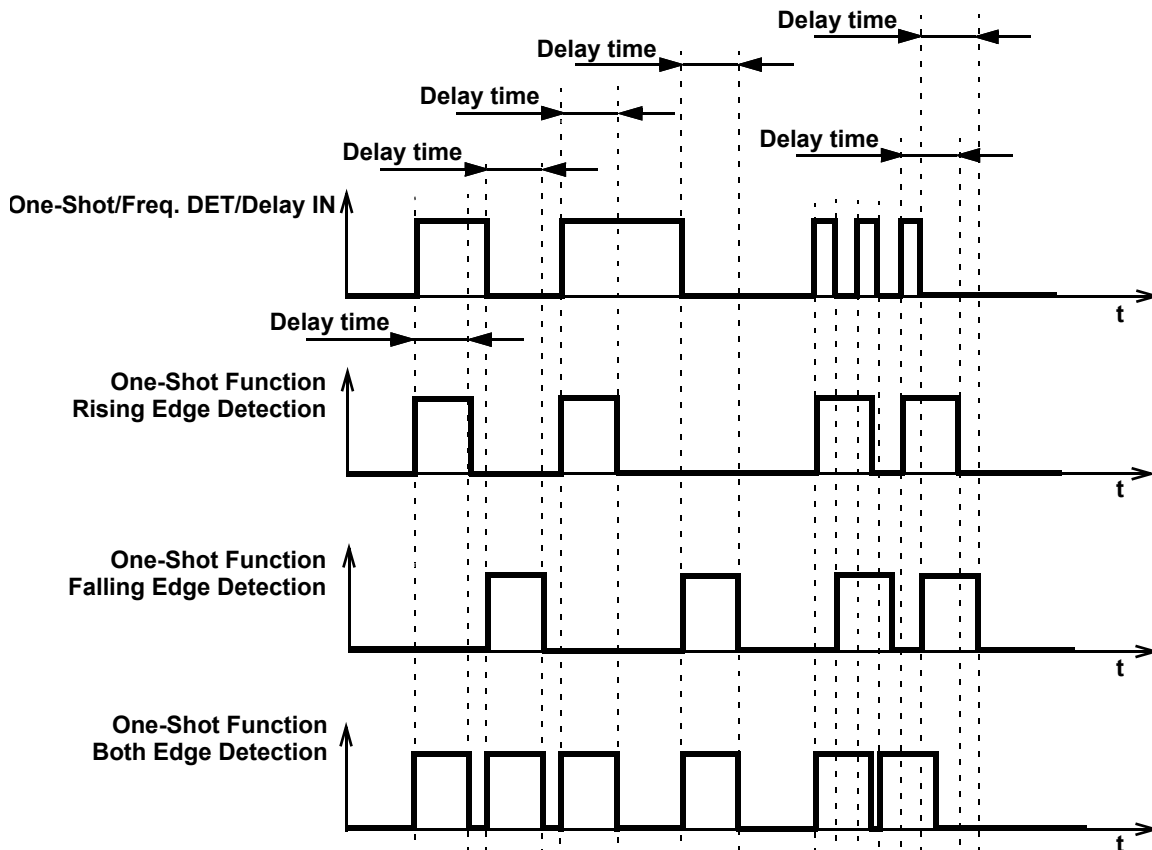 Delay time
Delay time
Delay time
Delay time
Delay time
One-Shot/Freq. DET/Delay IN
t
Delay time
One-Shot Function
Rising Edge Detection
t
One-Shot Function
Falling Edge Detection
t
One-Shot Function
Both Edge Detection
t